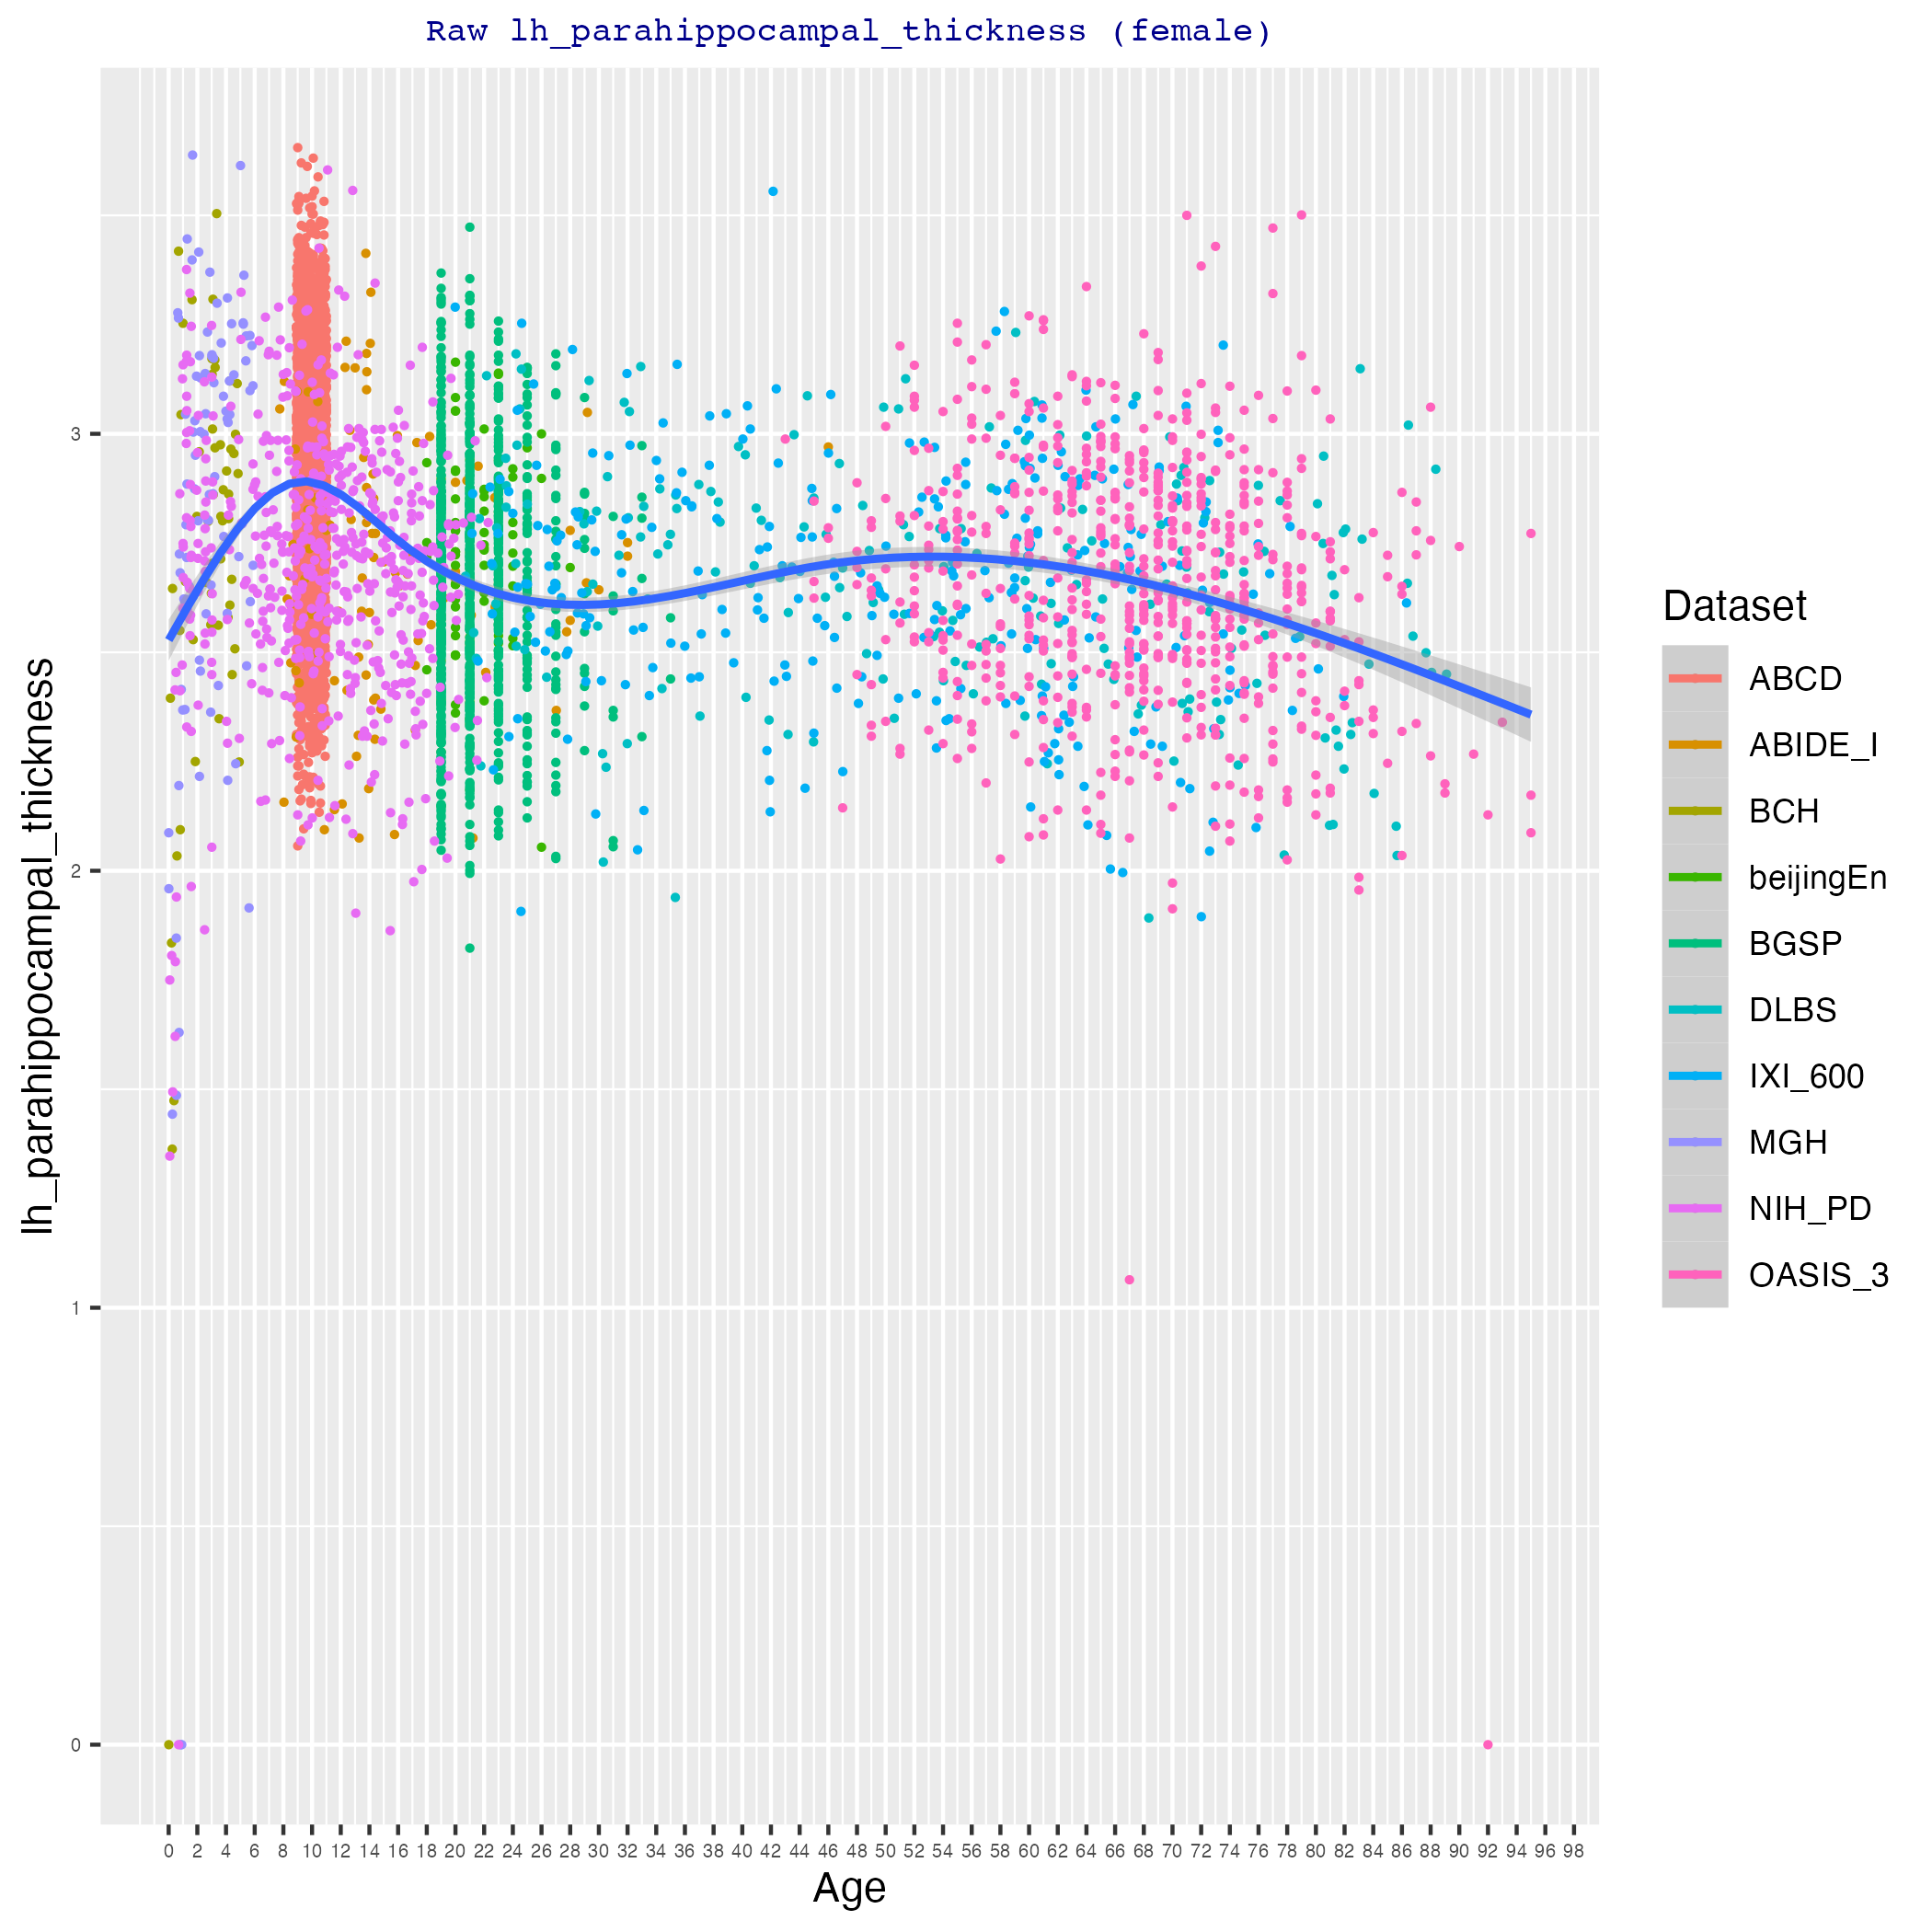 Raw lh_parahippocampal_thickness (female)
lh_parahippocampal_thickness
3
2
1
0
0 2 4 6 8 10 12 14 16 18 20 22 24 26 28 30 32 34 36 38 40 42 44 46 48 50 52 54 56 58 60 62 64 66 68 70 72 74 76 78 80 82 84 86 88 90 92 94 96 98
Age
Dataset
ABCD
ABIDE_I
BCH
beijingEn
BGSP
DLBS
IXI_600
MGH
NIH_PD
OASIS_3